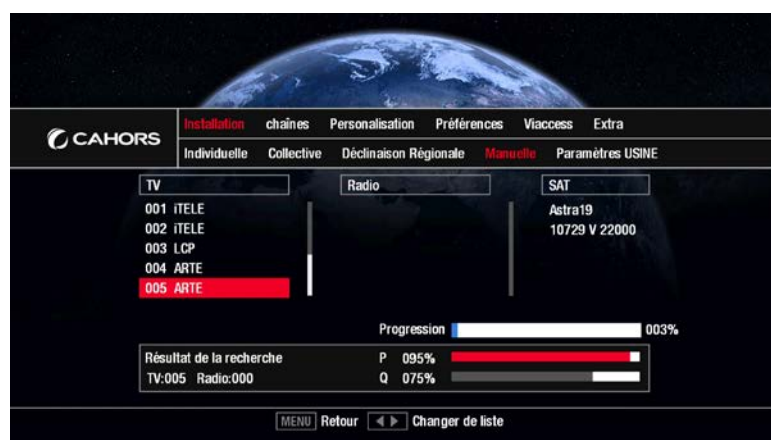 CAHORS
Installation chaînes Personalisation Préférences Viaccess Extra
Individuelle Collective Déclinaison Régionale Manuelle Paramètres USINE
TV Radio SAT
001 iTELE Astra19
002 iTELE 10729 V 22000
003 LCP
004 ARTE
005 ARTE
Progression 003%
Résultat de la recherche P 095%
TV:005 Radio:000 Q 075%
MENU Retour Changer de liste